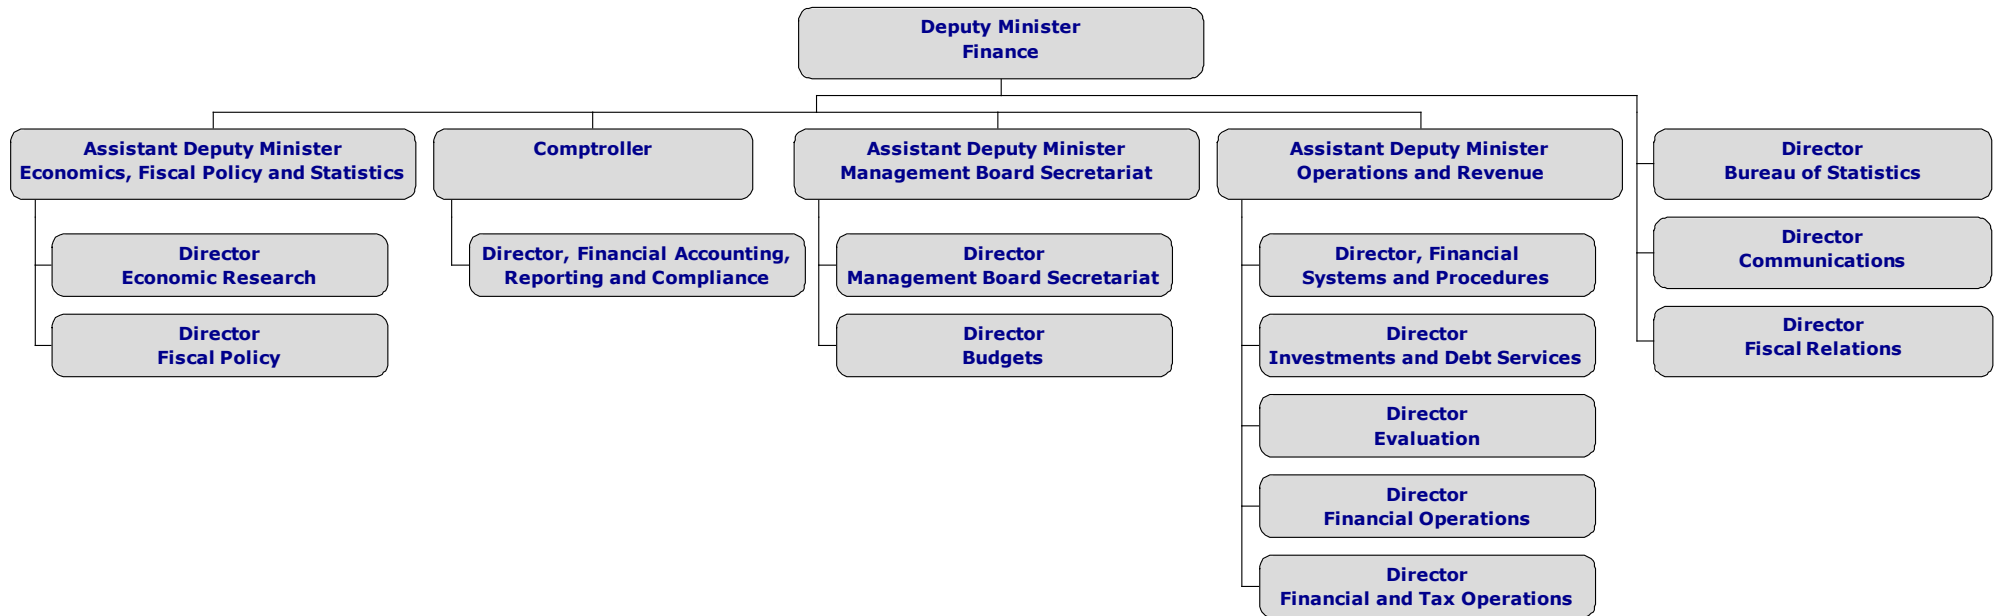 Deputy Minister
Finance
Assistant Deputy Minister
Economics, Fiscal Policy and Statistics
Director
Economic Research
Director
Fiscal Policy
Comptroller
Director, Financial Accounting,
Reporting and Compliance
Assistant Deputy Minister
Management Board Secretariat
Director
Management Board Secretariat
Director
Budgets
Assistant Deputy Minister
Operations and Revenue
Director, Financial
Systems and Procedures
Director
Investments and Debt Services
Director
Evaluation
Director
Financial Operations
Director
Financial and Tax Operations
Director
Bureau of Statistics
Director
Communications
Director
Fiscal Relations